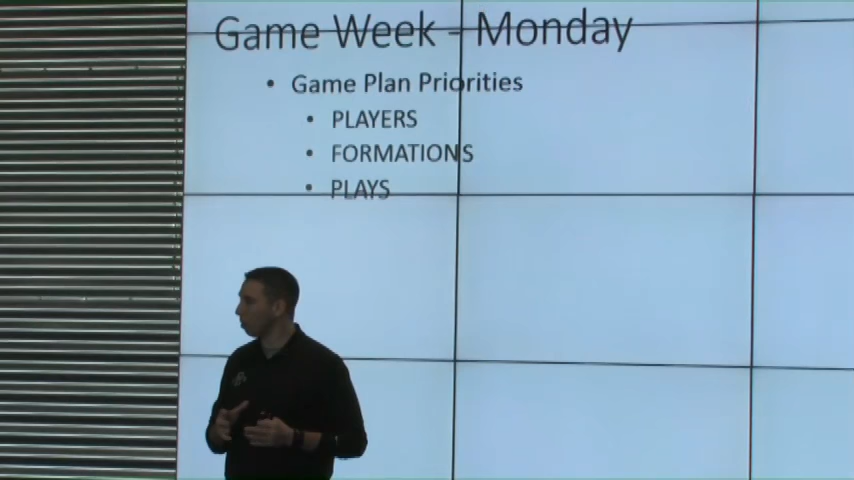 Game Week - Monday
• Game Plan Priorities
• PLAYERS
• FORMATIONS
• PLAYS